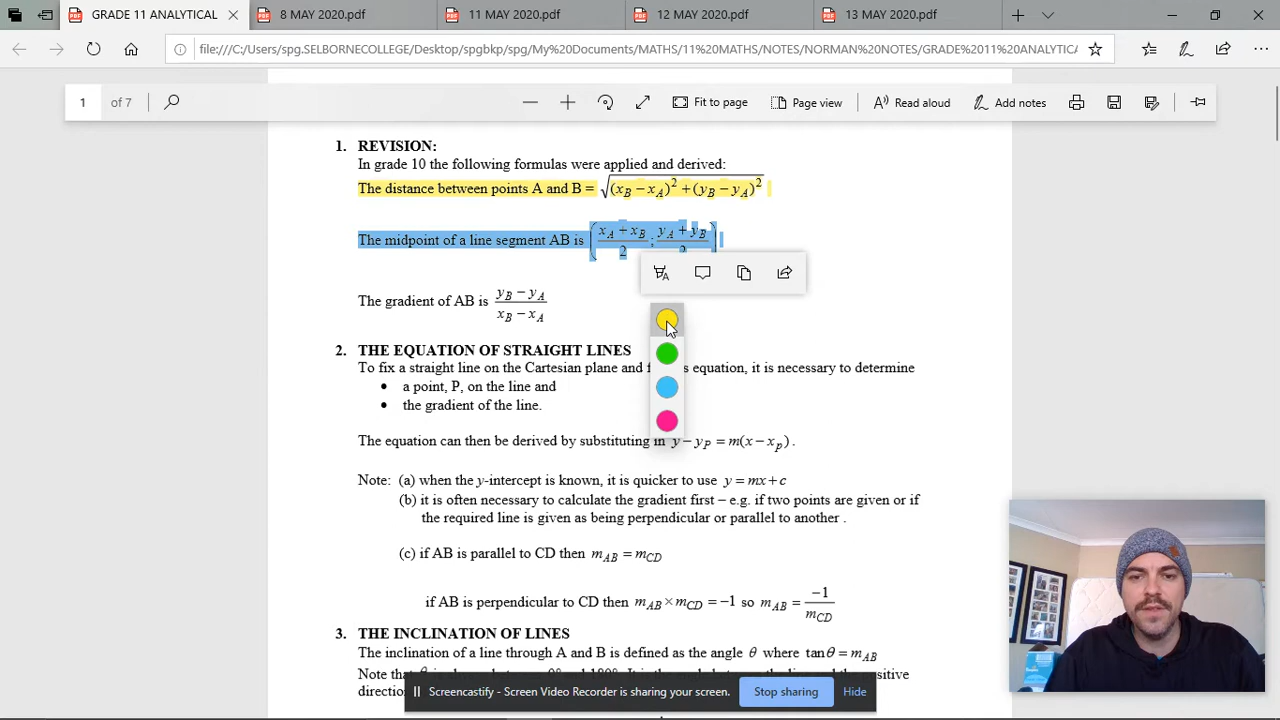 GRADE 11 ANALYTICAL
8 MAY 2020.pdf
11 MAY 2020.pdf
12 MAY 2020.pdf
13 MAY 2020.pdf
file:///C:/Users/spg.SELBORNECOLLEGE/Desktop/spgbkp/spg/My%20Documents/MATHS/11%20MATHS/NOTES/NORMAN%20NOTES/GRADE%2011%20ANALYTICA
1 of 7
Fit to page
Page view
Read aloud
Add notes
1. REVISION:
In grade 10 the following formulas were applied and derived:
The distance between points A and B = √(x_B − x_A)² + (y_B − y_A)²
The midpoint of a line segment AB is (x_A + x_B / 2 ; y_A + y_B / 2)
The gradient of AB is y_B − y_A / x_B − x_A
2. THE EQUATION OF STRAIGHT LINES
To fix a straight line on the Cartesian plane and f s equation, it is necessary to determine
• a point, P, on the line and
• the gradient of the line.
The equation can then be derived by substituting in y − y_P = m(x − x_p) .
Note: (a) when the y-intercept is known, it is quicker to use y = mx + c
(b) it is often necessary to calculate the gradient first – e.g. if two points are given or if
the required line is given as being perpendicular or parallel to another .
(c) if AB is parallel to CD then m_AB = m_CD
if AB is perpendicular to CD then m_AB × m_CD = −1 so m_AB = −1 / m_CD
3. THE INCLINATION OF LINES
The inclination of a line through A and B is defined as the angle θ where tan θ = m_AB
Note that
direction
Screencastify - Screen Video Recorder is sharing your screen.
Stop sharing
Hide